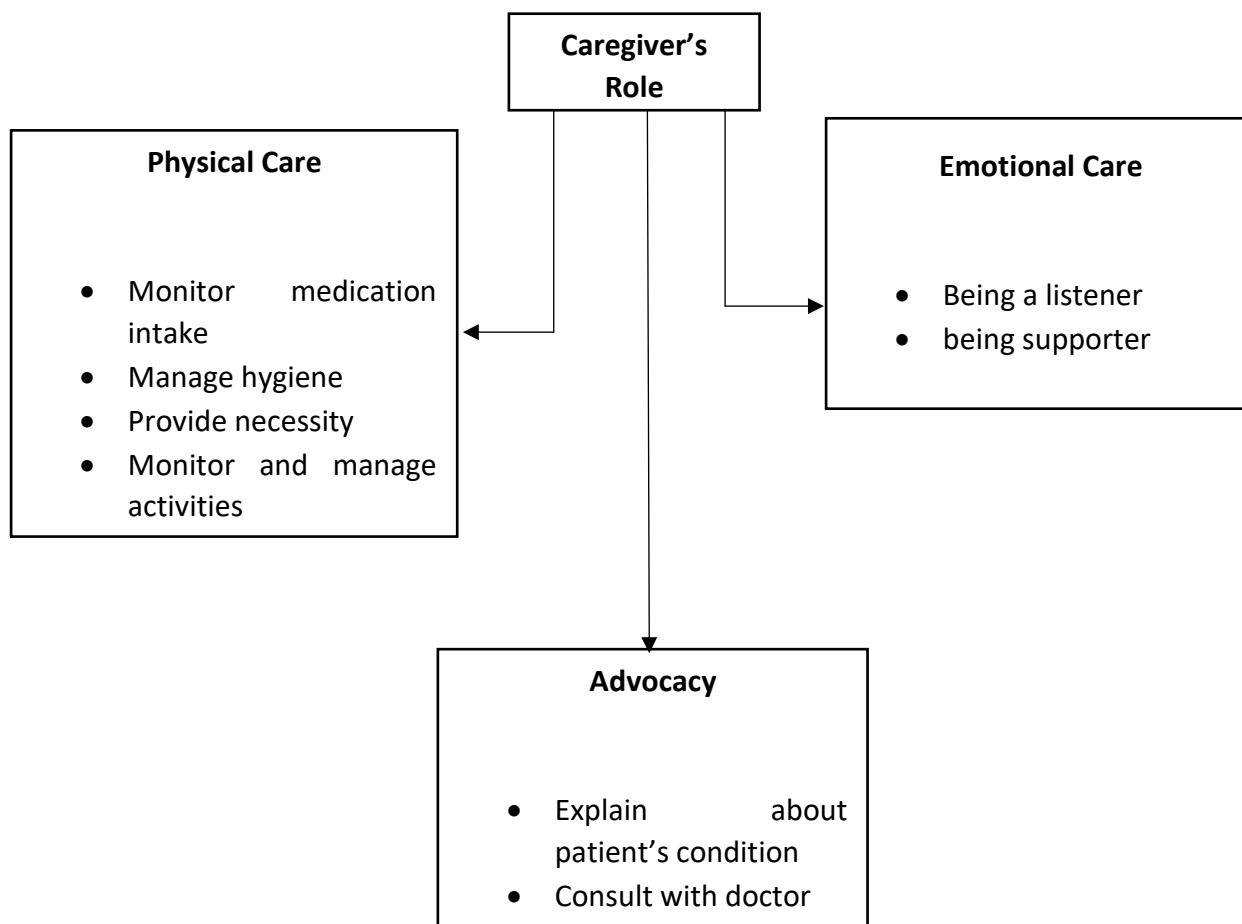 Caregiver’s
Role
Physical Care
• Monitor medication
intake
• Manage hygiene
• Provide necessity
• Monitor and manage
activities
Emotional Care
• Being a listener
• being supporter
Advocacy
• Explain about
patient’s condition
• Consult with doctor